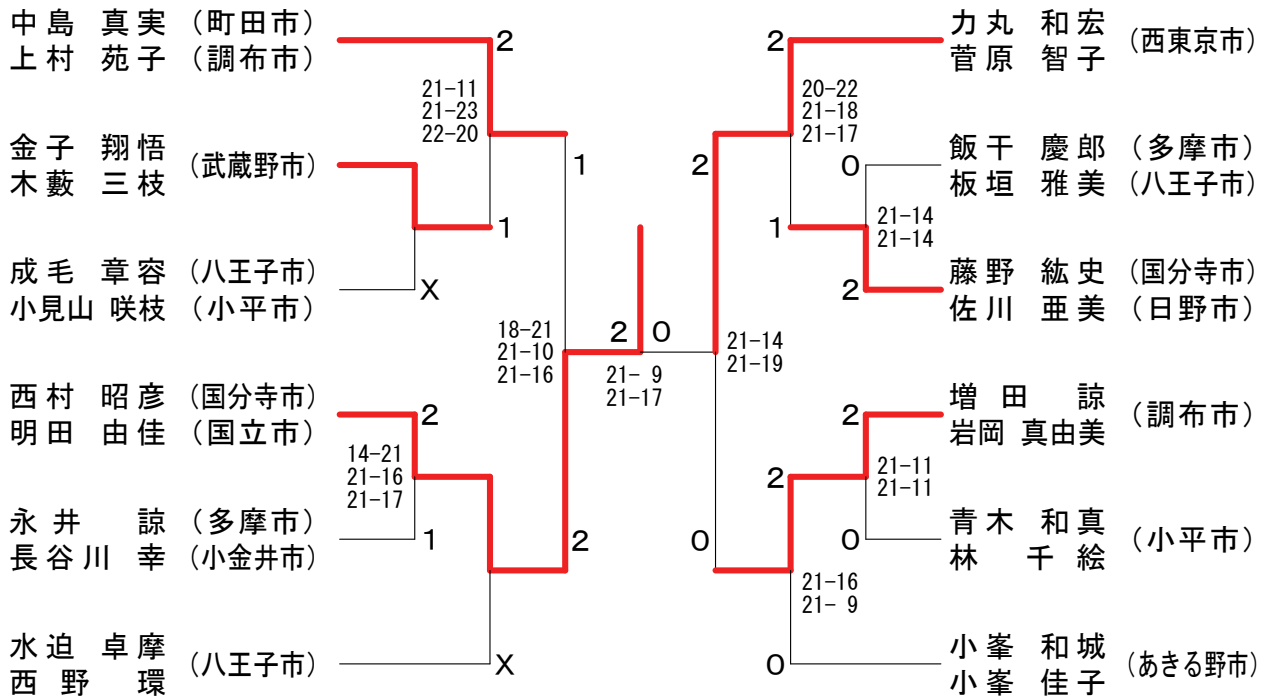 中島 真実 (町田市)
上村 苑子 (調布市)
2
21-11
21-23
22-20
金子 翔悟
木藪 三枝
(武蔵野市)
1
成毛 章容 (八王子市)
小見山 咲枝 (小平市)
X
1
18-21
21-10
21-16
西村 昭彦 (国分寺市)
明田 由佳 (国立市)
2
14-21
21-16
21-17
永井 諒 (多摩市)
長谷川 幸 (小金井市)
1
2
水迫 卓摩
西野 環
(八王子市)
X
2 0
21- 9
21-17
力丸 和宏
菅原 智子
(西東京市)
2
20-22
21-18
21-17
飯干 慶郎 (多摩市)
板垣 雅美 (八王子市)
0
21-14
21-14
1
藤野 紘史 (国分寺市)
佐川 亜美 (日野市)
2
2
21-14
21-19
増田 諒
岩岡 真由美
(調布市)
2
21-11
21-11
2
青木 和真
林 千絵
(小平市)
0
0
21-16
21- 9
小峯 和城
小峯 佳子
(あきる野市)
0